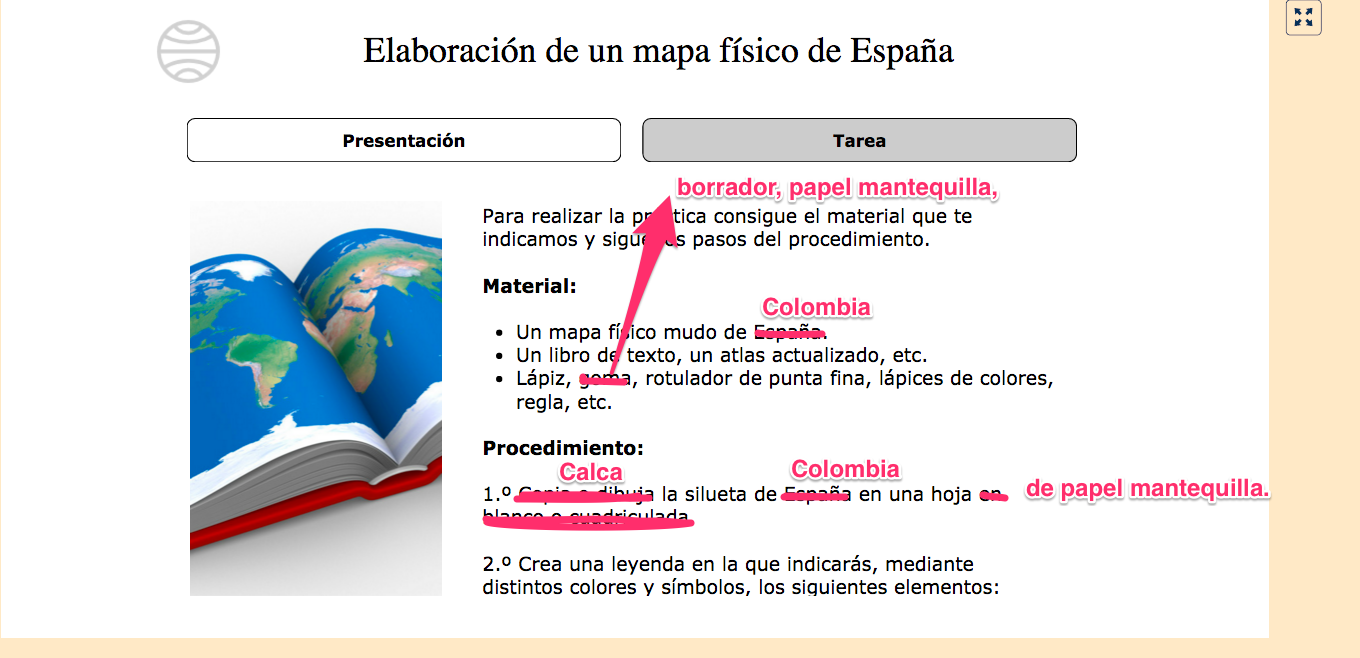 Elaboración de un mapa físico de España
Presentación
Tarea
borrador, papel mantequilla,
Para realizar la práctica consigue el material que te
indicamos y sigue los pasos del procedimiento.
Material:
Colombia
• Un mapa físico mudo de España.
• Un libro de texto, un atlas actualizado, etc.
• Lápiz, goma, rotulador de punta fina, lápices de colores,
regla, etc.
Procedimiento:
Calca
Colombia
1.º Copia o dibuja la silueta de España en una hoja en
de papel mantequilla.
blanco o cuadriculada.
2.º Crea una leyenda en la que indicarás, mediante
distintos colores y símbolos, los siguientes elementos: